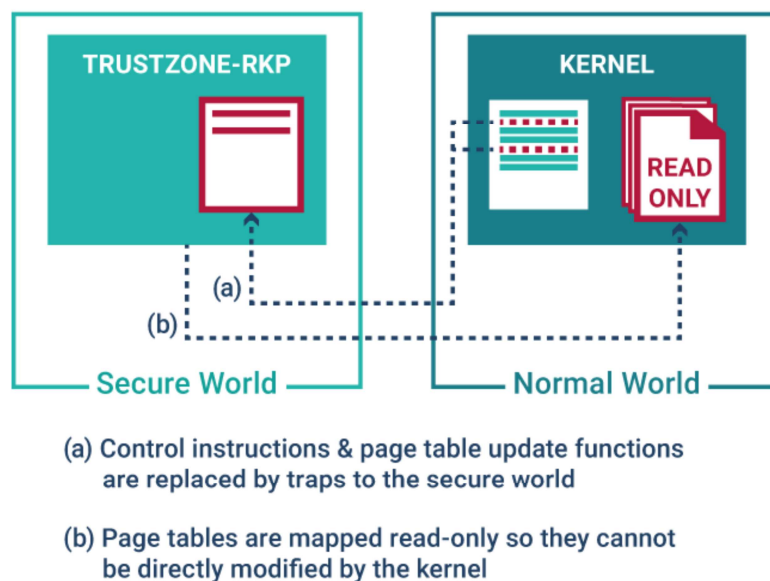 TRUSTZONE-RKP
KERNEL
READ
ONLY
(a)
(b)
Secure World
Normal World
(a) Control instructions & page table update functions
are replaced by traps to the secure world
(b) Page tables are mapped read-only so they cannot
be directly modified by the kernel